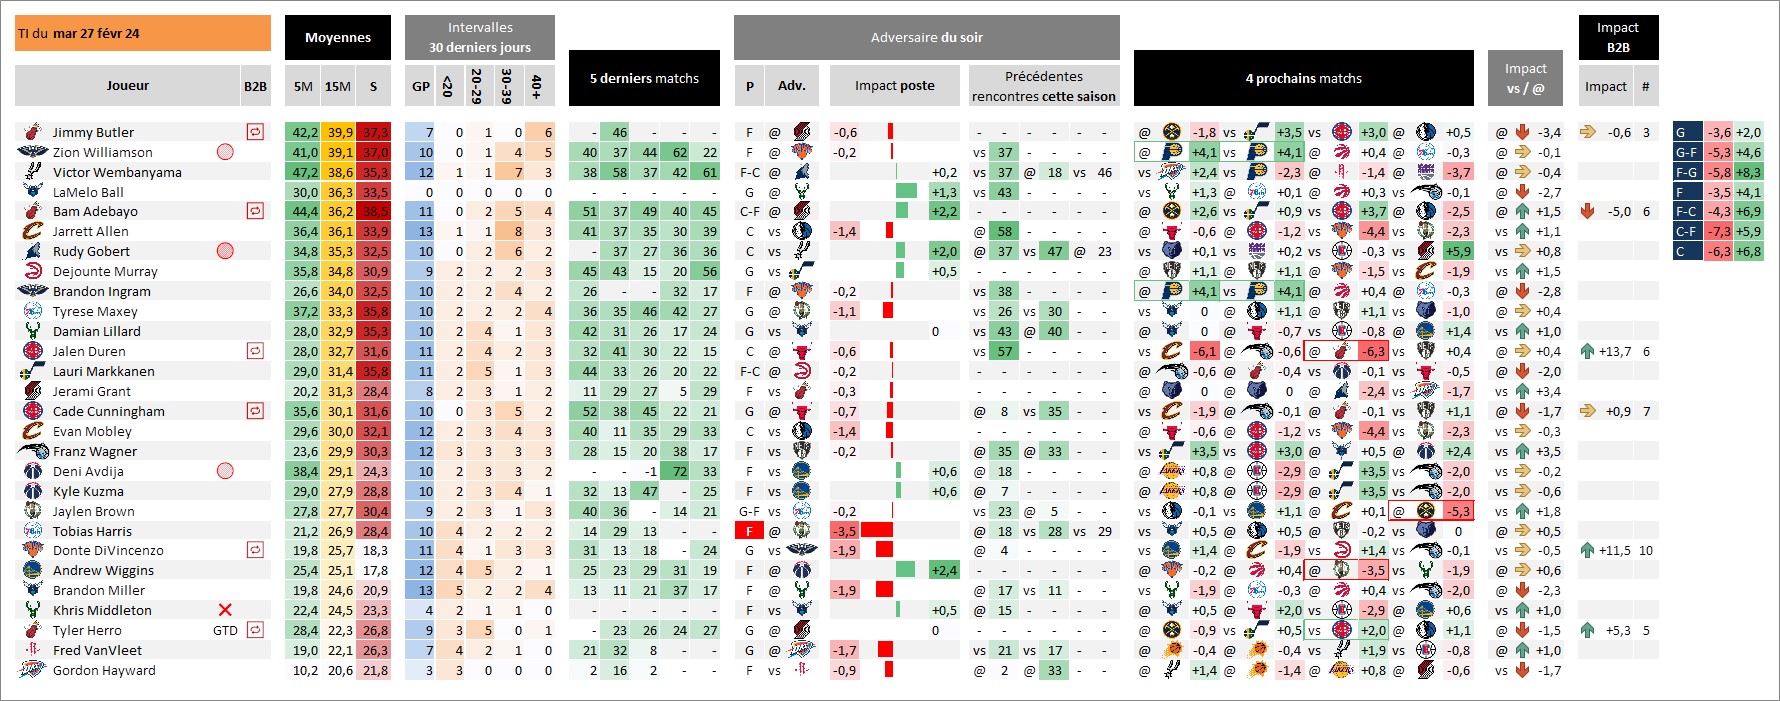 TI du mar 27 févr 24
Moyennes
Intervalles
30 derniers jours
5 derniers matchs
Adversaire du soir
4 prochains matchs
Impact
vs / @
Impact
B2B
Joueur B2B 5M 15M S GP <20 20-29 30-39 40+ P Adv. Impact poste Précédentes rencontres cette saison Impact #
Jimmy Butler 42,2 39,9 37,3 7 0 1 0 6 - 46 - - - F @ -0,6 - - - - - - @ -1,8 vs +3,5 vs +3,0 @ +0,5 @ -3,4 -0,6 3 G -3,6 +2,0
Zion Williamson 41,0 39,1 37,0 10 0 1 4 5 40 37 44 62 22 F @ -0,2 vs 37 - - - - @ +4,1 vs +4,1 @ +0,4 @ -0,3 @ -0,1 G-F -5,3 +4,6
Victor Wembanyama 47,2 38,6 35,3 12 1 1 7 3 38 58 37 42 61 F-C @ +0,2 vs 37 @ 18 vs 46 vs +2,4 vs -2,3 @ -1,4 @ -3,7 @ -0,4 F-G -5,8 +8,3
LaMelo Ball 30,0 36,3 33,5 0 0 0 0 0 - - - - - G @ +1,3 vs 43 - - - - vs +1,3 @ +0,1 @ +0,3 vs -0,1 @ -2,7 F -3,5 +4,1
Bam Adebayo 44,4 36,2 38,5 11 0 2 5 4 51 37 49 40 45 C-F @ +2,2 - - - - - - @ +2,6 vs +0,9 vs +3,7 @ -2,5 @ +1,5 -5,0 6 F-C -4,3 +6,9
Jarrett Allen 36,4 36,1 33,9 13 1 1 8 3 41 37 35 30 39 C vs -1,4 @ 58 - - - - @ -0,6 @ -1,2 vs -4,4 vs -2,3 vs +1,1 C-F -7,3 +5,9
Rudy Gobert 34,8 35,3 32,5 10 0 2 6 2 - 37 27 36 36 C vs +2,0 @ 37 vs 47 @ 23 vs +0,1 vs +0,2 vs -0,3 vs +5,9 vs +0,8 C -6,3 +6,8
Dejounte Murray 35,8 34,8 30,9 9 2 2 2 3 45 43 15 20 56 G vs +0,5 - - - - - - @ +1,1 @ +1,1 @ -1,5 vs -1,9 vs +1,5
Brandon Ingram 26,6 34,0 32,5 10 2 2 4 2 26 - - 32 17 F @ -0,2 vs 38 - - - - @ +4,1 vs +4,1 @ +0,4 @ -0,3 @ -2,8
Tyrese Maxey 37,2 33,3 35,8 10 2 2 2 4 36 35 46 42 27 G @ -1,1 vs 26 vs 30 - - vs 0 @ +1,1 @ +1,1 vs -1,0 @ +0,4
Damian Lillard 28,0 32,9 35,3 10 2 4 1 3 42 31 26 17 24 G vs 0 vs 43 @ 40 - - @ 0 @ -0,7 vs -0,8 @ +1,4 vs +1,0
Jalen Duren 28,0 32,7 31,6 11 2 4 2 3 32 41 30 22 15 C @ -0,6 vs 57 - - - - vs -6,1 @ -0,6 @ -6,3 vs +0,4 @ +0,4 +13,7 6
Lauri Markkanen 29,0 31,4 35,8 11 2 5 1 3 44 33 26 20 22 F-C @ -0,2 - - - - - - @ -0,6 vs -0,4 vs -0,1 vs -0,5 @ -2,0
Jerami Grant 20,2 31,3 28,4 8 2 1 3 2 11 29 27 5 29 F vs -0,3 - - - - - - @ 0 @ 0 @ -2,4 vs -1,7 vs +3,4
Cade Cunningham 35,6 30,1 31,6 10 0 3 5 2 52 38 45 22 21 G @ -0,7 @ 8 vs 35 - - vs -1,9 @ -0,1 @ -0,1 vs +1,1 @ -1,7 +0,9 7
Evan Mobley 29,6 30,0 32,1 12 2 3 4 3 40 11 35 29 33 C vs -1,4 - - - - - - @ -0,6 @ -1,2 vs -4,4 vs -2,3 vs -0,3
Franz Wagner 23,6 29,9 30,3 12 3 3 3 3 28 15 20 38 17 F vs -0,2 @ 35 @ 33 - - vs +3,5 vs +3,0 @ +0,5 @ +2,4 vs +3,5
Deni Avdija 38,4 29,1 24,3 10 2 3 3 2 - - -1 72 33 F vs +0,6 @ 18 - - - - @ +0,8 @ -2,9 @ +3,5 vs -2,0 vs -0,2
Kyle Kuzma 29,0 27,9 28,8 10 2 3 4 1 32 13 47 - 25 F vs +0,6 @ 7 - - - - @ +0,8 @ -2,9 @ +3,5 vs -2,0 vs -0,6
Jaylen Brown 27,8 27,7 30,4 9 2 3 3 1 40 36 - 14 21 G-F vs -0,2 vs 23 @ 5 - - vs -0,1 vs -1,9 @ +0,1 @ -5,3 vs +1,8
Tobias Harris 21,2 26,9 28,4 10 4 2 2 2 14 29 13 - - F @ -3,5 @ 18 vs 28 vs 29 vs +0,5 @ +0,5 @ -0,2 vs 0 @ +0,5
Donte DiVincenzo 19,8 25,7 18,3 11 4 1 3 3 31 13 18 - 24 G vs -1,9 @ 4 - - - - vs +1,4 @ -1,9 vs +1,4 vs -0,1 vs -0,5 +11,5 10
Andrew Wiggins 25,4 25,1 17,8 12 4 5 2 1 25 23 29 31 19 F @ +2,4 - - - - - - @ -0,2 @ +0,4 @ -3,5 vs -1,9 @ +0,6
Brandon Miller 19,8 24,6 20,9 13 5 2 2 4 13 11 21 37 17 F @ -1,9 @ 17 vs 11 - - vs -1,9 @ -0,3 @ +0,4 vs -2,0 @ -2,3
Khris Middleton 22,4 24,5 23,3 4 2 1 1 0 - - - - - F vs +0,5 @ 15 - - - - @ +0,5 @ +2,0 vs -2,9 @ +0,6 vs +1,0
Tyler Herro GTD 28,4 22,3 26,8 9 3 5 0 1 - 23 26 24 27 G @ 0 - - - - - - @ -0,9 vs +0,5 vs +2,0 @ +1,1 @ -1,5 +5,3 5
Fred VanVleet 19,0 22,1 26,3 7 4 2 1 0 21 32 8 - - G @ -1,7 vs 21 vs 17 - - @ -0,4 @ -0,4 vs +1,9 vs -0,8 @ +1,0
Gordon Hayward 10,2 20,6 21,8 3 3 0 0 0 2 16 2 - - F vs -0,9 @ 2 @ 33 - - @ +1,4 @ -1,4 @ +0,8 @ -0,6 vs -1,7